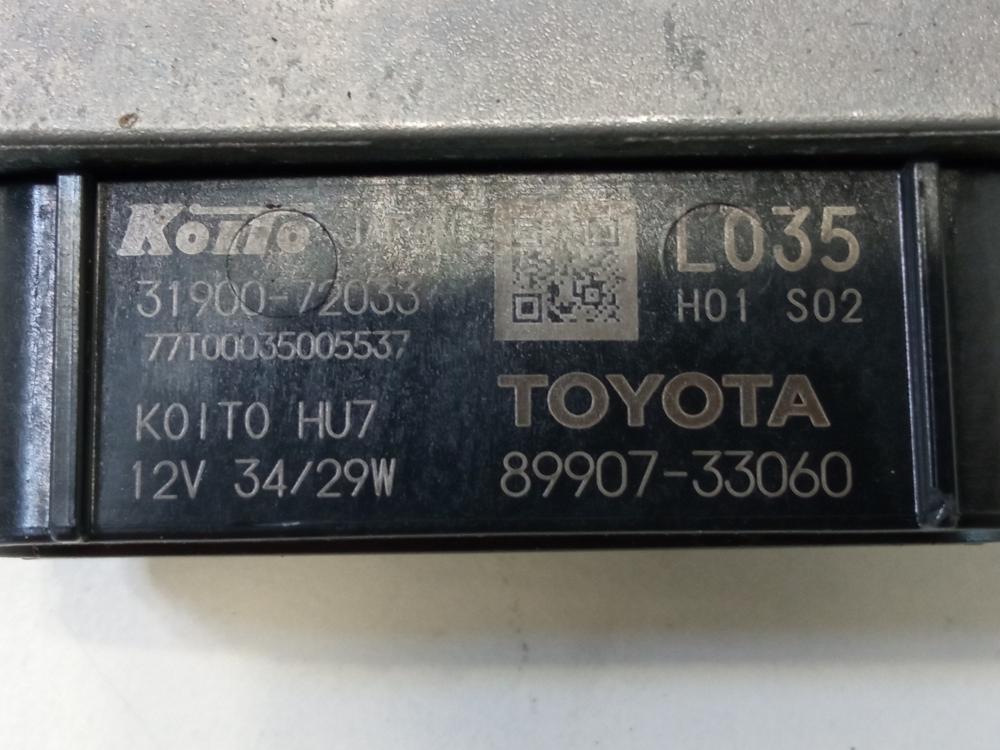 Koito JAPAN
31900-72033
77T00035005537
KOITO HU7
12V 34/29W
L035
H01 S02
TOYOTA
89907-33060